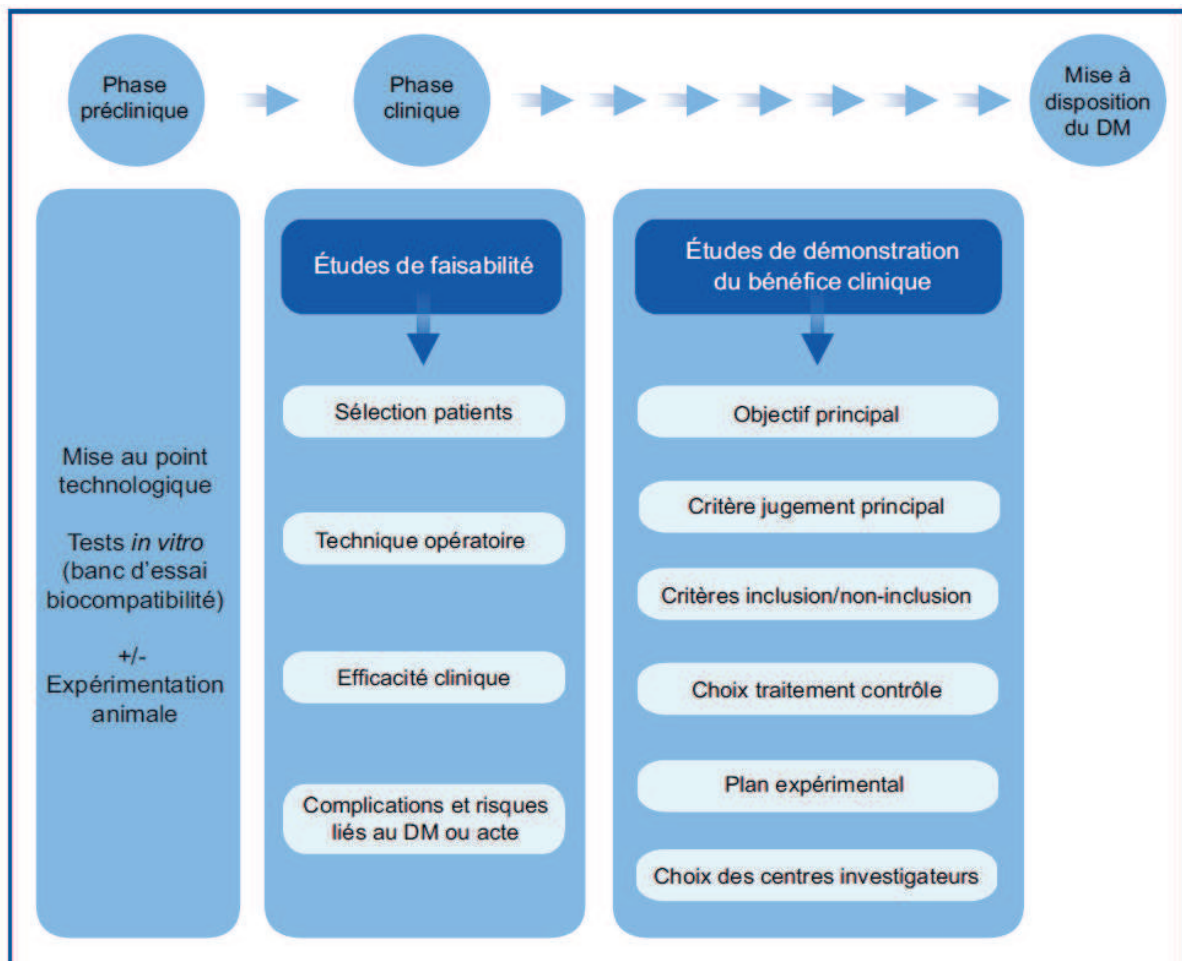 Phase
préclinique
Phase
clinique
Mise à
disposition
du DM
Mise au point
technologique
Tests in vitro
(banc d'essai
biocompatibilité)
+/-
Expérimentation
animale
Études de faisabilité
Sélection patients
Technique opératoire
Efficacité clinique
Complications et risques
liés au DM ou acte
Études de démonstration
du bénéfice clinique
Objectif principal
Critère jugement principal
Critères inclusion/non-inclusion
Choix traitement contrôle
Plan expérimental
Choix des centres investigateurs